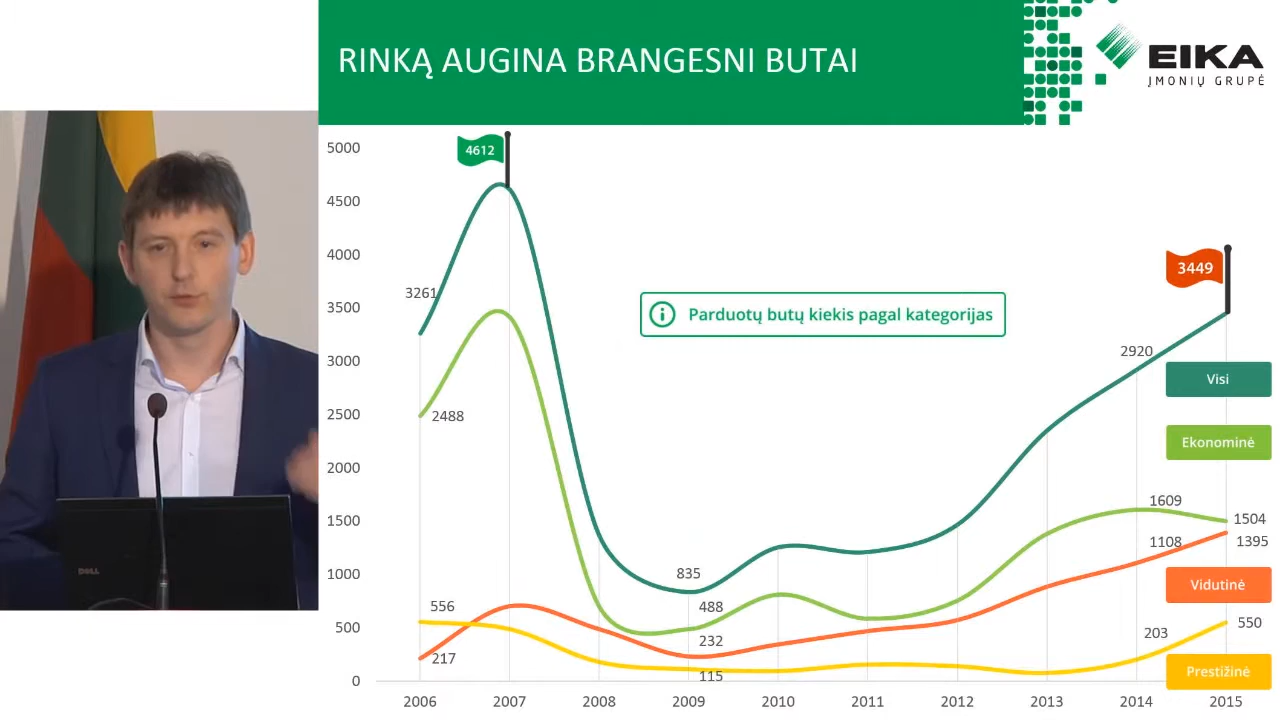 RINKĄ AUGINA BRANGESNI BUTAI
EIKA
ĮMONIŲ GRUPĖ
5000
4500
4000
3500
3000
2500
2000
1500
1000
500
0
4612
3449
Parduotų butų kiekis pagal kategorijas
3261
2488
556
217
835
488
232
115
2920
1609
1108
203
1504
1395
550
Visi
Ekonominė
Vidutinė
Prestižinė
2006 2007 2008 2009 2010 2011 2012 2013 2014 2015
DELL